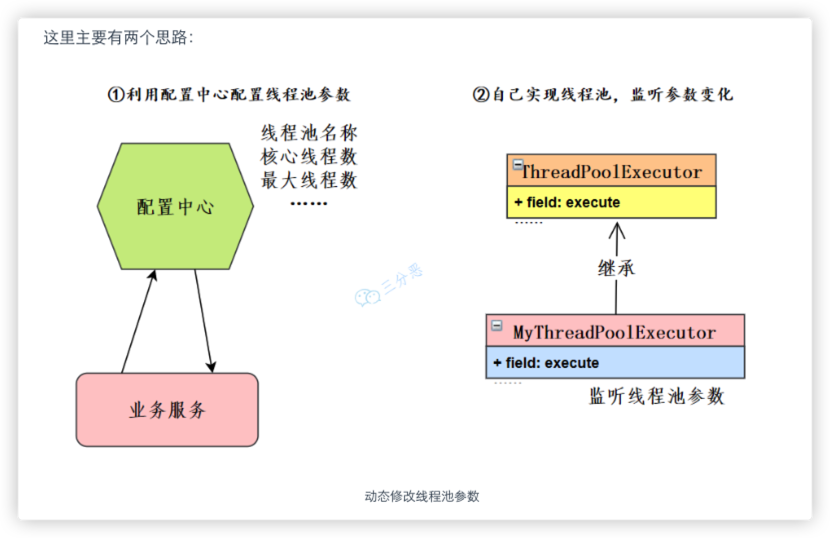 这里主要有两个思路：
①利用配置中心配置线程池参数
线程池名称
核心线程数
最大线程数
……
配置中心
业务服务
②自己实现线程池，监听参数变化
ThreadPoolExecutor
+ field: execute
......
继承
MyThreadPoolExecutor
+ field: execute
......
监听线程池参数
三分恶
动态修改线程池参数